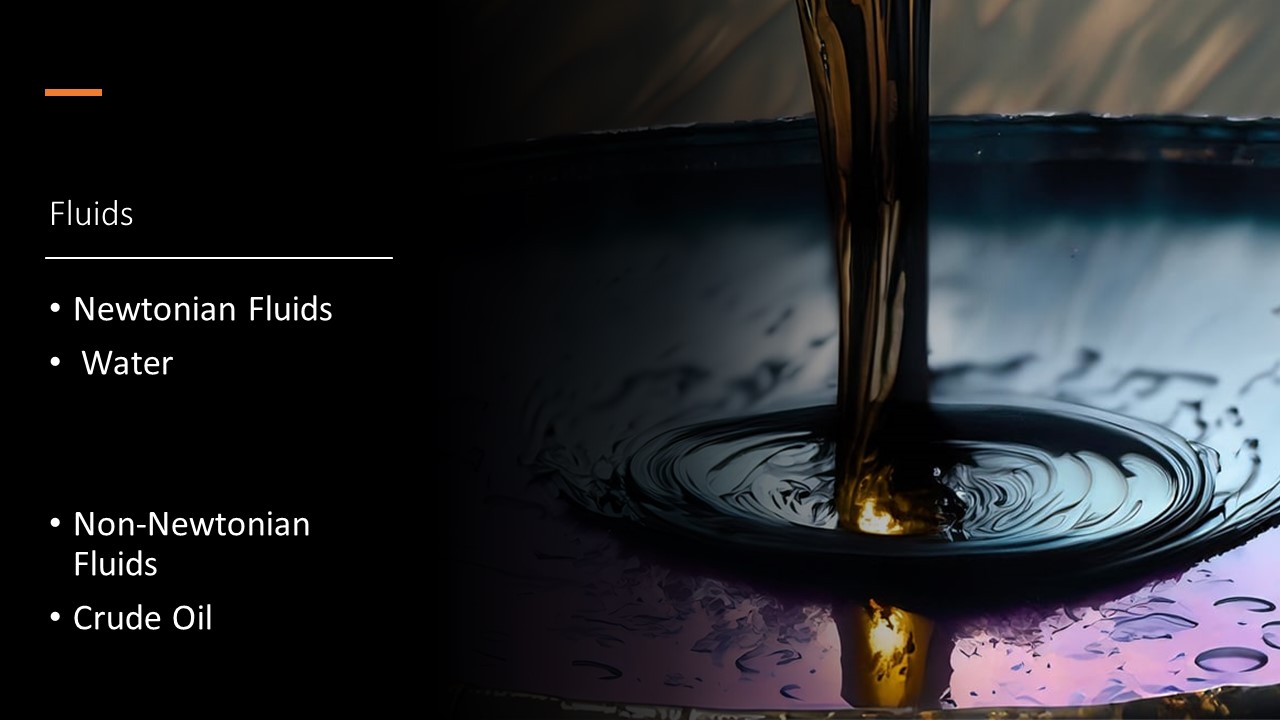 Fluids
• Newtonian Fluids
• Water
• Non-Newtonian
Fluids
• Crude Oil